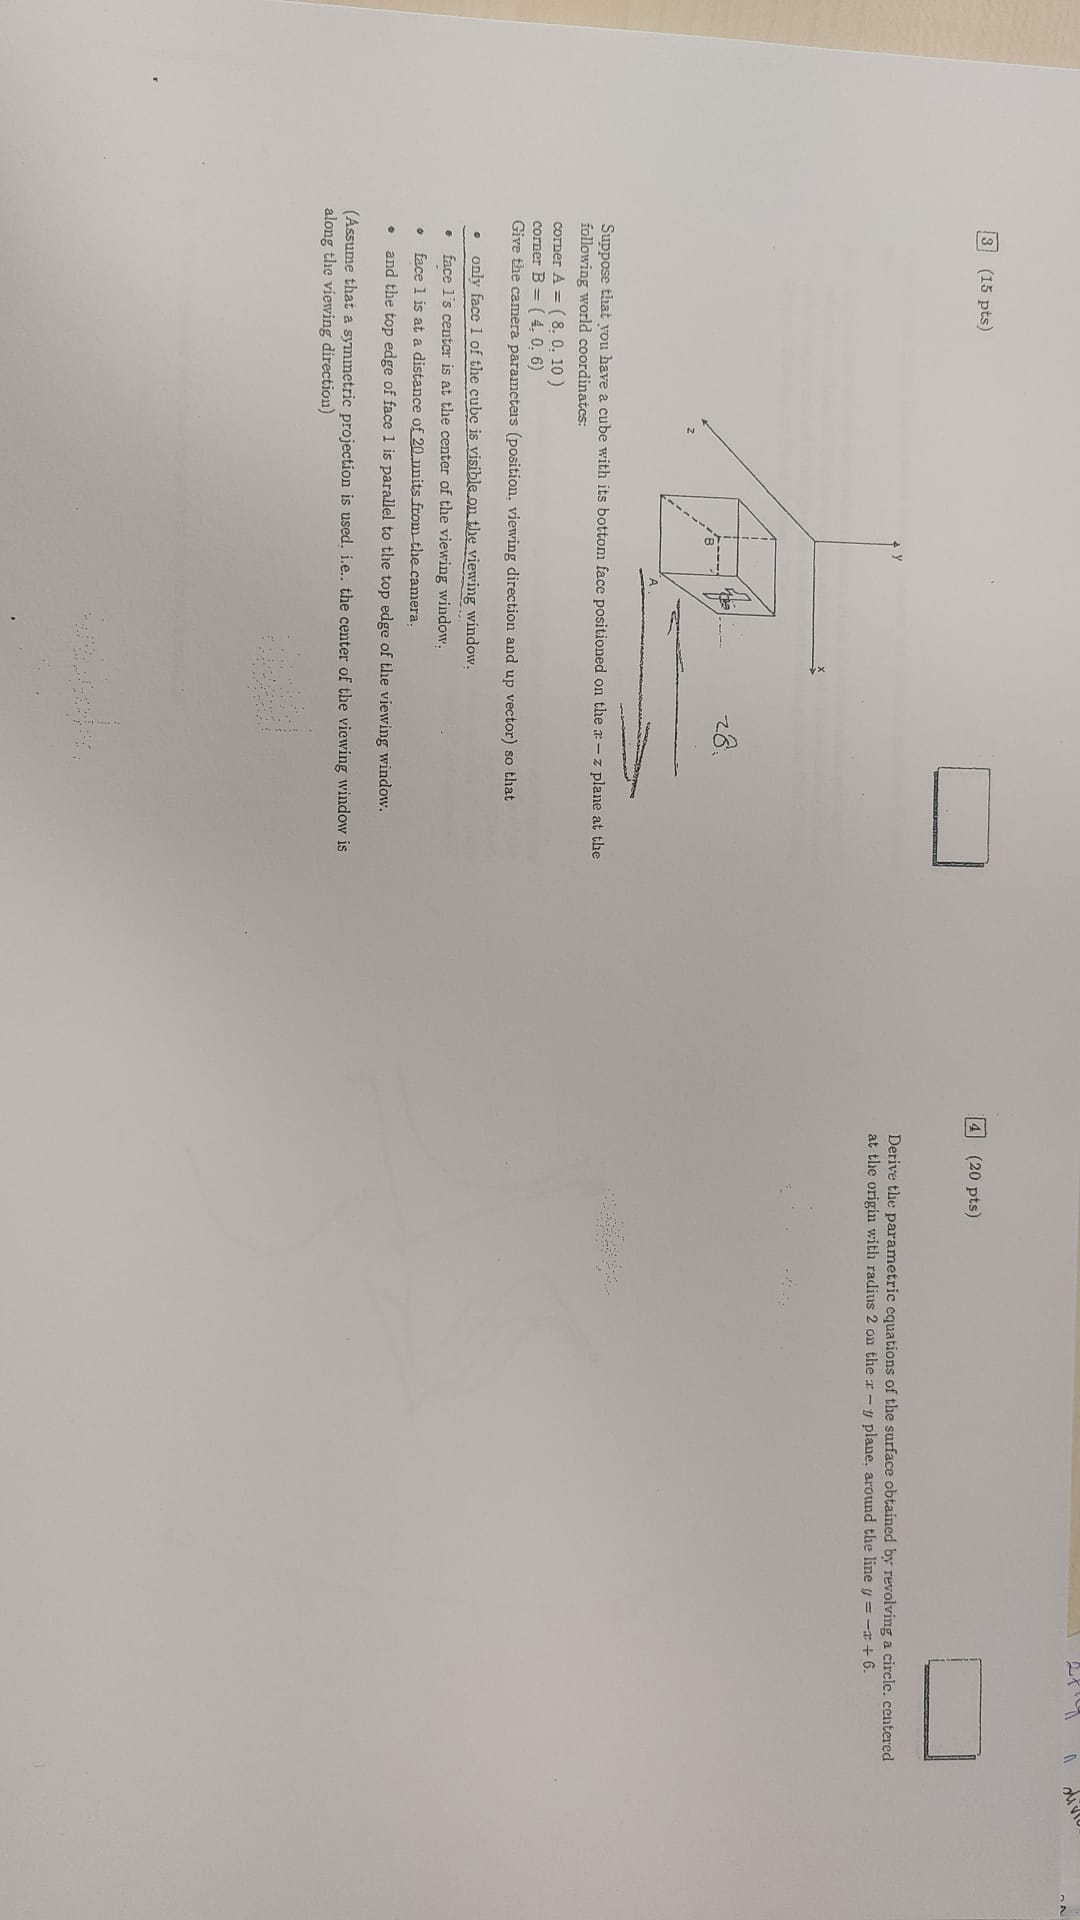 3 (15 pts)
y
x
z
B
A
28
Suppose that you have a cube with its bottom face positioned on the x − z plane at the
following world coordinates:
corner A = ( 8, 0, 10 )
corner B = ( 4, 0, 6)
Give the camera parameters (position, viewing direction and up vector) so that
• only face 1 of the cube is visible on the viewing window.
• face 1's center is at the center of the viewing window.
• face 1 is at a distance of 20 units from the camera.
• and the top edge of face 1 is parallel to the top edge of the viewing window.
(Assume that a symmetric projection is used, i.e., the center of the viewing window is
along the viewing direction)
4 (20 pts)
Derive the parametric equations of the surface obtained by revolving a circle, centered
at the origin with radius 2 on the x − y plane, around the line y = −x + 6.